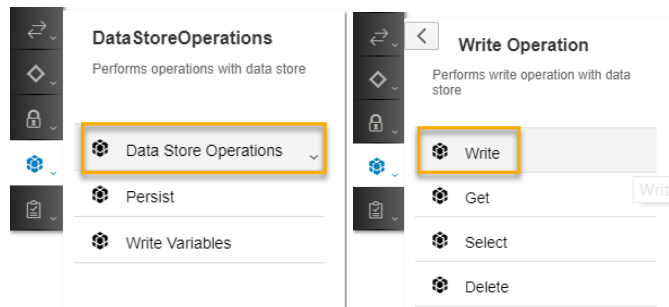 DataStoreOperations
Performs operations with data store
Data Store Operations
Persist
Write Variables
Write Operation
Performs write operation with data
store
Write
Get
Writ
Select
Delete